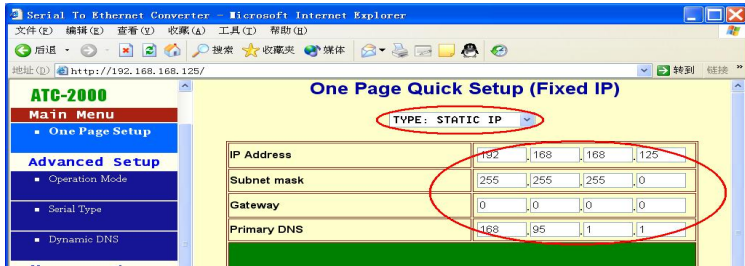 Serial To Ethernet Converter - Microsoft Internet Explorer
文件(F) 编辑(E) 查看(V) 收藏(A) 工具(T) 帮助(H)
后退 搜索 收藏夹 媒体
地址(D) http://192.168.168.125/ 转到 链接 »
ATC-2000
Main Menu
One Page Setup
Advanced Setup
Operation Mode
Serial Type
Dynamic DNS
One Page Quick Setup (Fixed IP)
TYPE: STATIC IP
IP Address 192 .168 .168 .125
Subnet mask 255 .255 .255 .0
Gateway 0 .0 .0 .0
Primary DNS 168 .95 .1 .1